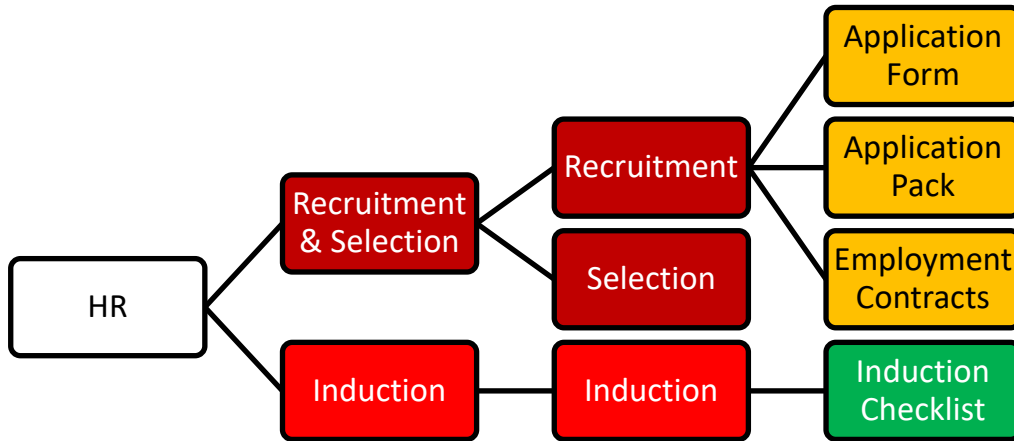 Application
Form
Recruitment
Application
Pack
Recruitment
& Selection
Selection
Employment
Contracts
HR
Induction
Induction
Induction
Checklist